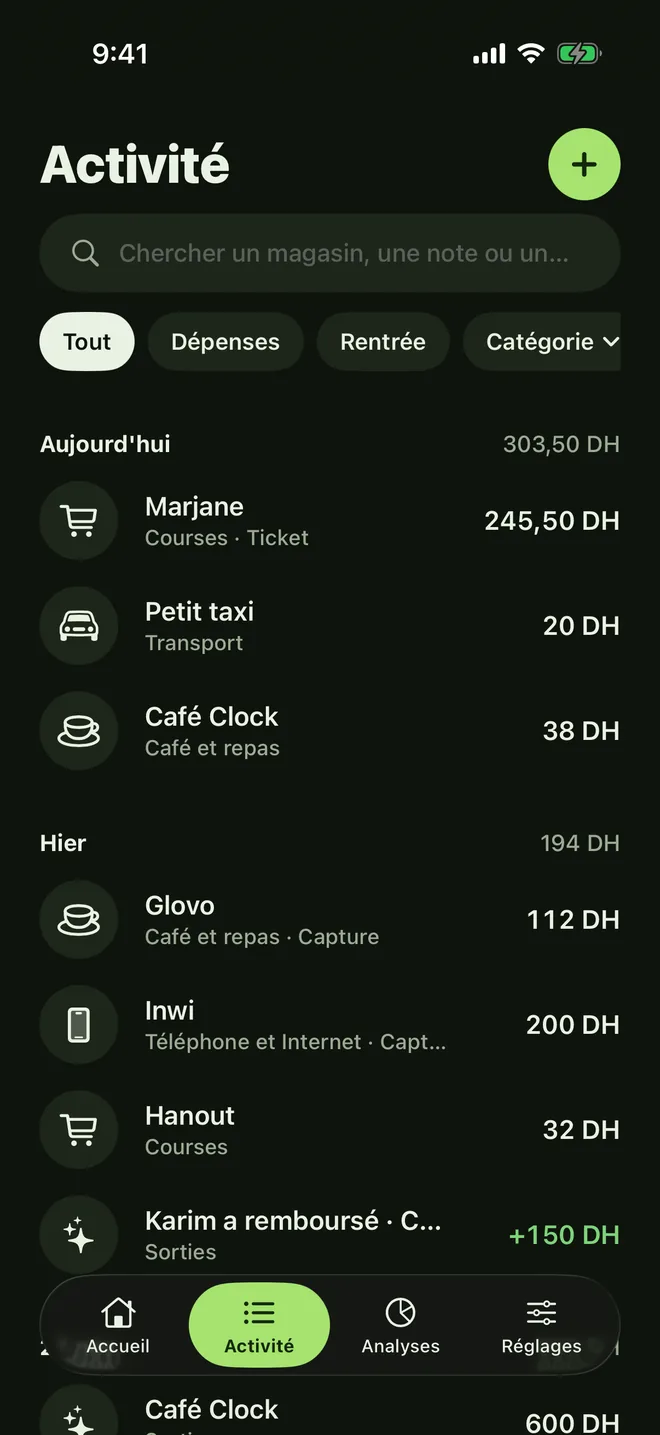 9:41
Activité
Chercher un magasin, une note ou un...
Tout
Dépenses
Rentrée
Catégorie
Aujourd'hui
303,50 DH
Marjane
245,50 DH
Courses · Ticket
Petit taxi
20 DH
Transport
Café Clock
38 DH
Café et repas
Hier
194 DH
Glovo
112 DH
Café et repas · Capture
Inwi
200 DH
Téléphone et Internet · Capt...
Hanout
32 DH
Courses
Karim a remboursé · C...
+150 DH
Sorties
Accueil
Activité
Analyses
Réglages
Café Clock
600 DH